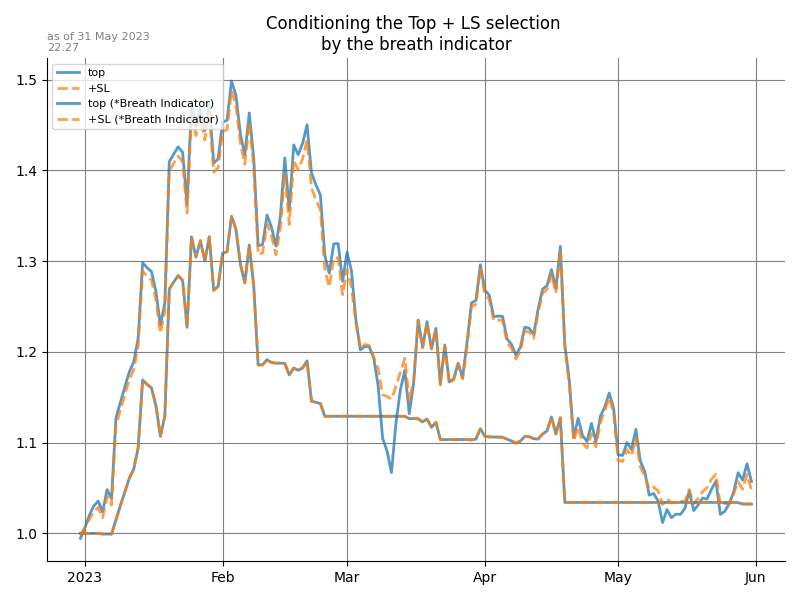 Conditioning the Top + LS selection
by the breath indicator
as of 31 May 2023
22:27
top
+SL
top (*Breath Indicator)
+SL (*Breath Indicator)
1.5
1.4
1.3
1.2
1.1
1.0
2023 Feb Mar Apr May Jun